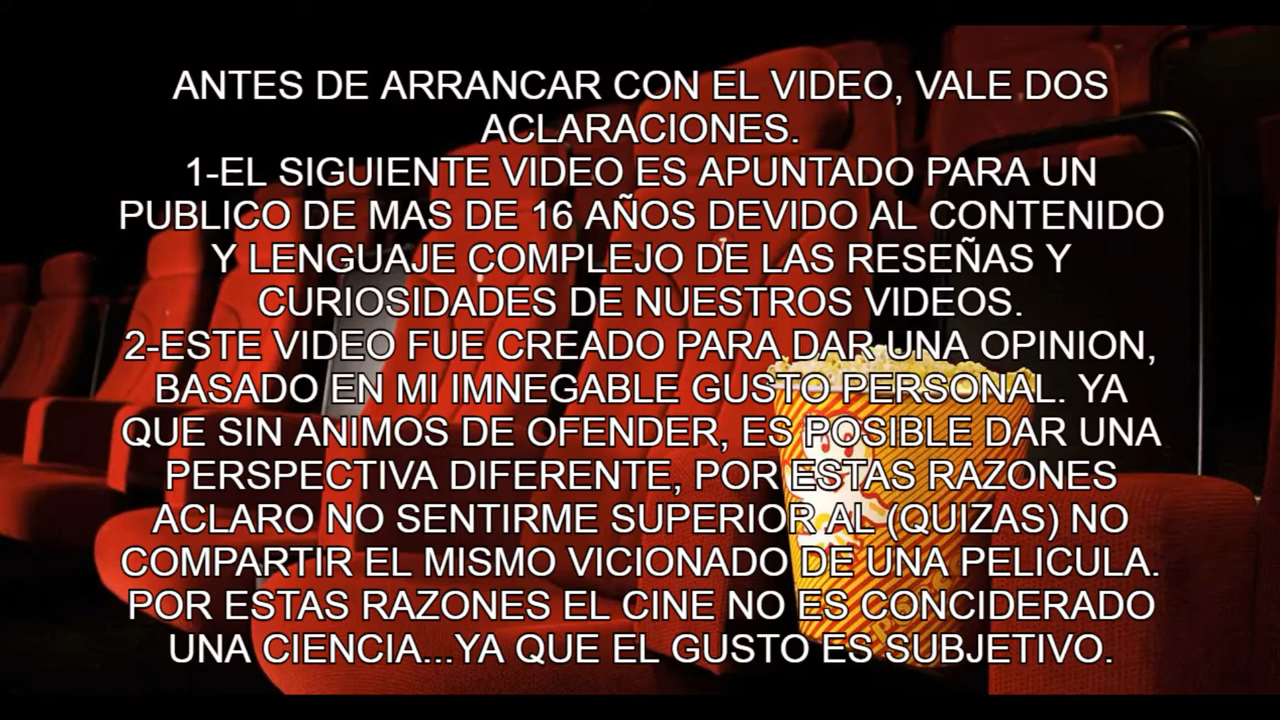 ANTES DE ARRANCAR CON EL VIDEO, VALE DOS
ACLARACIONES.
1-EL SIGUIENTE VIDEO ES APUNTADO PARA UN
PUBLICO DE MAS DE 16 AÑOS DEVIDO AL CONTENIDO
Y LENGUAJE COMPLEJO DE LAS RESEÑAS Y
CURIOSIDADES DE NUESTROS VIDEOS.
2-ESTE VIDEO FUE CREADO PARA DAR UNA OPINION,
BASADO EN MI IMNEGABLE GUSTO PERSONAL. YA
QUE SIN ANIMOS DE OFENDER, ES POSIBLE DAR UNA
PERSPECTIVA DIFERENTE, POR ESTAS RAZONES
ACLARO NO SENTIRME SUPERIOR AL (QUIZAS) NO
COMPARTIR EL MISMO VICIONADO DE UNA PELICULA.
POR ESTAS RAZONES EL CINE NO ES CONCIDERADO
UNA CIENCIA...YA QUE EL GUSTO ES SUBJETIVO.